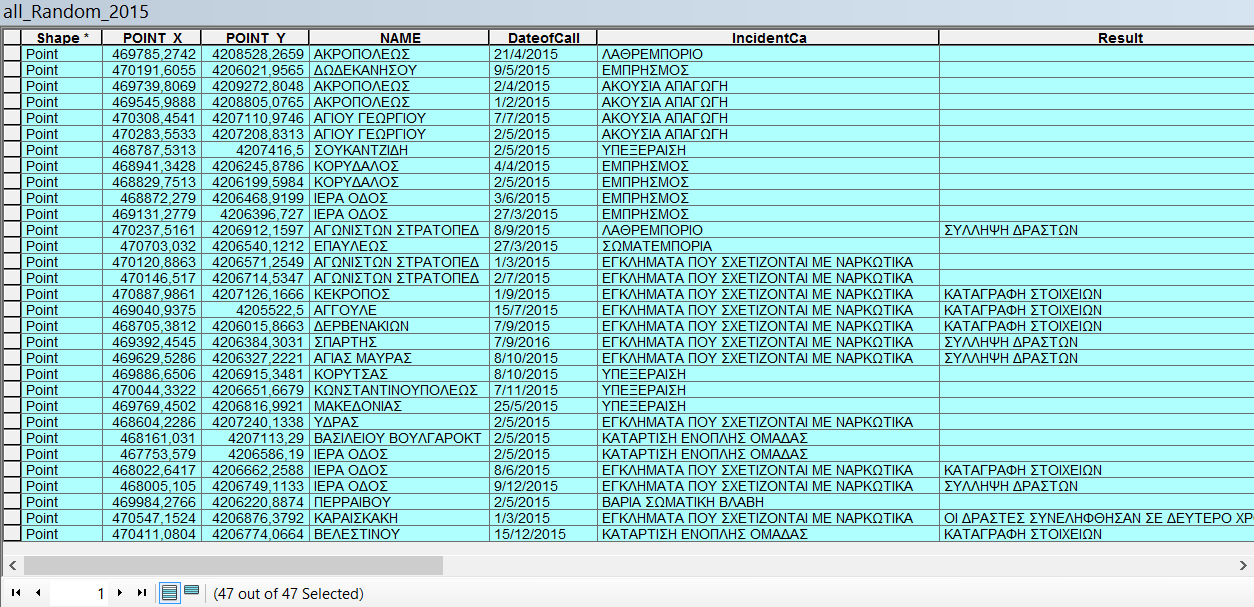 all_Random_2015
Shape * POINT_X POINT_Y NAME DateofCall IncidentCa Result
Point 469785,2742 4208528,2659 ΑΚΡΟΠΟΛΕΩΣ 21/4/2015 ΛΑΘΡΕΜΠΟΡΙΟ
Point 470191,6055 4206021,9565 ΔΩΔΕΚΑΝΗΣΟΥ 9/5/2015 ΕΜΠΡΗΣΜΟΣ
Point 469739,8069 4209272,8048 ΑΚΡΟΠΟΛΕΩΣ 2/4/2015 ΑΚΟΥΣΙΑ ΑΠΑΓΩΓΗ
Point 469545,9888 4208805,0765 ΑΚΡΟΠΟΛΕΩΣ 1/2/2015 ΑΚΟΥΣΙΑ ΑΠΑΓΩΓΗ
Point 470308,4541 4207110,9746 ΑΓΙΟΥ ΓΕΩΡΓΙΟΥ 7/7/2015 ΑΚΟΥΣΙΑ ΑΠΑΓΩΓΗ
Point 470283,5533 4207208,8313 ΑΓΙΟΥ ΓΕΩΡΓΙΟΥ 2/5/2015 ΑΚΟΥΣΙΑ ΑΠΑΓΩΓΗ
Point 468787,5313 4207416,5 ΣΟΥΚΑΝΤΖΙΔΗ 2/5/2015 ΥΠΕΞΕΡΑΙΣΗ
Point 468941,3428 4206245,8786 ΚΟΡΥΔΑΛΟΣ 4/4/2015 ΕΜΠΡΗΣΜΟΣ
Point 468829,7513 4206199,5984 ΚΟΡΥΔΑΛΟΣ 2/5/2015 ΕΜΠΡΗΣΜΟΣ
Point 468872,279 4206468,9199 ΙΕΡΑ ΟΔΟΣ 3/6/2015 ΕΜΠΡΗΣΜΟΣ
Point 469131,2779 4206396,727 ΙΕΡΑ ΟΔΟΣ 27/3/2015 ΕΜΠΡΗΣΜΟΣ
Point 470237,5161 4206912,1597 ΑΓΩΝΙΣΤΩΝ ΣΤΡΑΤΟΠΕΔ 8/9/2015 ΛΑΘΡΕΜΠΟΡΙΟ ΣΥΛΛΗΨΗ ΔΡΑΣΤΩΝ
Point 470703,032 4206540,1212 ΕΠΑΥΛΕΩΣ 27/3/2015 ΣΩΜΑΤΕΜΠΟΡΙΑ
Point 470120,8863 4206571,2549 ΑΓΩΝΙΣΤΩΝ ΣΤΡΑΤΟΠΕΔ 1/3/2015 ΕΓΚΛΗΜΑΤΑ ΠΟΥ ΣΧΕΤΙΖΟΝΤΑΙ ΜΕ ΝΑΡΚΩΤΙΚΑ
Point 470146,517 4206714,5347 ΑΓΩΝΙΣΤΩΝ ΣΤΡΑΤΟΠΕΔ 2/7/2015 ΕΓΚΛΗΜΑΤΑ ΠΟΥ ΣΧΕΤΙΖΟΝΤΑΙ ΜΕ ΝΑΡΚΩΤΙΚΑ
Point 470887,9861 4207126,1666 ΚΕΚΡΟΠΟΣ 1/9/2015 ΕΓΚΛΗΜΑΤΑ ΠΟΥ ΣΧΕΤΙΖΟΝΤΑΙ ΜΕ ΝΑΡΚΩΤΙΚΑ ΚΑΤΑΓΡΑΦΗ ΣΤΟΙΧΕΙΩΝ
Point 469040,9375 4205522,5 ΑΓΓΟΥΛΕ 15/7/2015 ΕΓΚΛΗΜΑΤΑ ΠΟΥ ΣΧΕΤΙΖΟΝΤΑΙ ΜΕ ΝΑΡΚΩΤΙΚΑ ΚΑΤΑΓΡΑΦΗ ΣΤΟΙΧΕΙΩΝ
Point 468705,3812 4206015,8663 ΔΕΡΒΕΝΑΚΙΩΝ 7/9/2015 ΕΓΚΛΗΜΑΤΑ ΠΟΥ ΣΧΕΤΙΖΟΝΤΑΙ ΜΕ ΝΑΡΚΩΤΙΚΑ ΚΑΤΑΓΡΑΦΗ ΣΤΟΙΧΕΙΩΝ
Point 469392,4545 4206384,3031 ΣΠΑΡΤΗΣ 7/9/2016 ΕΓΚΛΗΜΑΤΑ ΠΟΥ ΣΧΕΤΙΖΟΝΤΑΙ ΜΕ ΝΑΡΚΩΤΙΚΑ ΣΥΛΛΗΨΗ ΔΡΑΣΤΩΝ
Point 469629,5286 4206327,2221 ΑΓΙΑΣ ΜΑΥΡΑΣ 8/10/2015 ΕΓΚΛΗΜΑΤΑ ΠΟΥ ΣΧΕΤΙΖΟΝΤΑΙ ΜΕ ΝΑΡΚΩΤΙΚΑ ΣΥΛΛΗΨΗ ΔΡΑΣΤΩΝ
Point 469886,6506 4206915,3481 ΚΟΡΥΤΣΑΣ 8/10/2015 ΥΠΕΞΕΡΑΙΣΗ
Point 470044,3322 4206651,6679 ΚΩΝΣΤΑΝΤΙΝΟΥΠΟΛΕΩΣ 7/11/2015 ΥΠΕΞΕΡΑΙΣΗ
Point 469769,4502 4206816,9921 ΜΑΚΕΔΟΝΙΑΣ 25/5/2015 ΥΠΕΞΕΡΑΙΣΗ
Point 468604,2286 4207240,1338 ΥΔΡΑΣ 2/5/2015 ΕΓΚΛΗΜΑΤΑ ΠΟΥ ΣΧΕΤΙΖΟΝΤΑΙ ΜΕ ΝΑΡΚΩΤΙΚΑ
Point 468161,031 4207113,29 ΒΑΣΙΛΕΙΟΥ ΒΟΥΛΓΑΡΟΚΤ 2/5/2015 ΚΑΤΑΡΤΙΣΗ ΕΝΟΠΛΗΣ ΟΜΑΔΑΣ
Point 467753,579 4206586,19 ΙΕΡΑ ΟΔΟΣ 2/5/2015 ΚΑΤΑΡΤΙΣΗ ΕΝΟΠΛΗΣ ΟΜΑΔΑΣ
Point 468022,6417 4206662,2588 ΙΕΡΑ ΟΔΟΣ 8/6/2015 ΕΓΚΛΗΜΑΤΑ ΠΟΥ ΣΧΕΤΙΖΟΝΤΑΙ ΜΕ ΝΑΡΚΩΤΙΚΑ ΚΑΤΑΓΡΑΦΗ ΣΤΟΙΧΕΙΩΝ
Point 468005,105 4206749,1133 ΙΕΡΑ ΟΔΟΣ 9/12/2015 ΕΓΚΛΗΜΑΤΑ ΠΟΥ ΣΧΕΤΙΖΟΝΤΑΙ ΜΕ ΝΑΡΚΩΤΙΚΑ ΣΥΛΛΗΨΗ ΔΡΑΣΤΩΝ
Point 469984,2766 4206220,8874 ΠΕΡΡΑΙΒΟΥ 2/5/2015 ΒΑΡΙΑ ΣΩΜΑΤΙΚΗ ΒΛΑΒΗ
Point 470547,1524 4206876,3792 ΚΑΡΑΙΣΚΑΚΗ 1/3/2015 ΕΓΚΛΗΜΑΤΑ ΠΟΥ ΣΧΕΤΙΖΟΝΤΑΙ ΜΕ ΝΑΡΚΩΤΙΚΑ ΟΙ ΔΡΑΣΤΕΣ ΣΥΝΕΛΗΦΘΗΣΑΝ ΣΕ ΔΕΥΤΕΡΟ ΧΡ
Point 470411,0804 4206774,0664 ΒΕΛΕΣΤΙΝΟΥ 15/12/2015 ΚΑΤΑΡΤΙΣΗ ΕΝΟΠΛΗΣ ΟΜΑΔΑΣ ΚΑΤΑΓΡΑΦΗ ΣΤΟΙΧΕΙΩΝ
1 (47 out of 47 Selected)